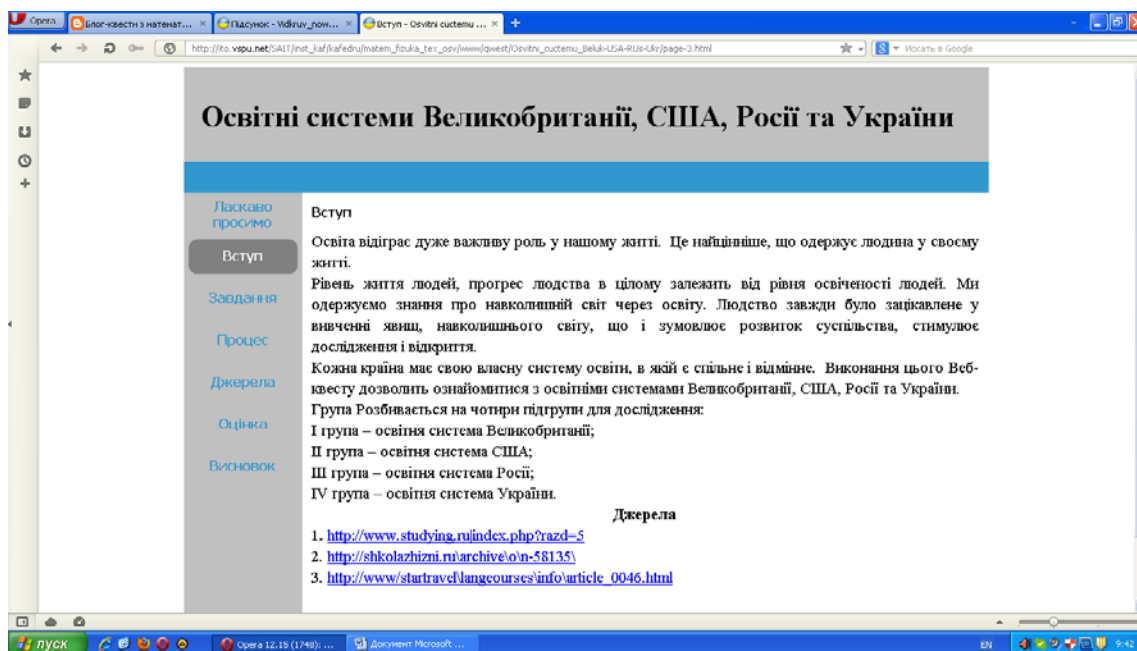 Opera
Блог-квести з математ...
Підсумок - Vidkruv_now...
Вступ - Osvitni cuctemu ...
http://ito.vspu.net/SAIT/inst_kaf/kafedru/matem_fizuka_tex_osv/www/qwest/Osvitni_cuctemu_Beluk-USA-RUs-Ukr/page-3.html
Искать в Google
Освітні системи Великобританії, США, Росії та України
Ласкаво
просимо
Вступ
Завдання
Процес
Джерела
Оцінка
Висновок
Вступ
Освіта відіграє дуже важливу роль у нашому житті. Це найцінніше, що одержує людина у своєму
житті.
Рівень життя людей, прогрес людства в цілому залежить від рівня освіченості людей. Ми
одержуємо знання про навколишній світ через освіту. Людство завжди було зацікавлене у
вивченні явищ, навколишнього світу, що і зумовлює розвиток суспільства, стимулює
дослідження і відкриття.
Кожна країна має свою власну систему освіти, в якій є спільне і відмінне. Виконання цього Веб-
квесту дозволить ознайомитися з освітніми системами Великобританії, США, Росії та України.
Група Розбивається на чотири підгрупи для дослідження:
І група – освітня система Великобританії;
ІІ група – освітня система США;
ІІІ група – освітня система Росії;
IV група – освітня система України.
Джерела
1. http://www.studying.ru|index.php?razd=5
2. http://shkolazhizni.ru\archive\o\n-58135\
3. http://www/startravel\langeourses\info\article_0046.html
пуск
Opera 12.15 (1748): ...
Документ Microsoft ...
EN
9:42